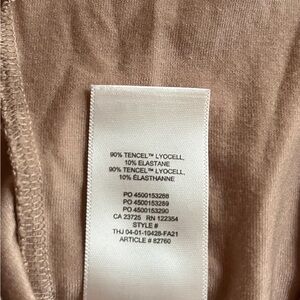 90% TENCEL™ LYOCELL,
10% ELASTANE
90% TENCEL™ LYOCELL,
10% ÉLASTHANNE
PO 4500153288
PO 4500153289
PO 4500153290
CA 23725 RN 122354
STYLE #
THJ 04-01-10428-FA21
ARTICLE # 82760